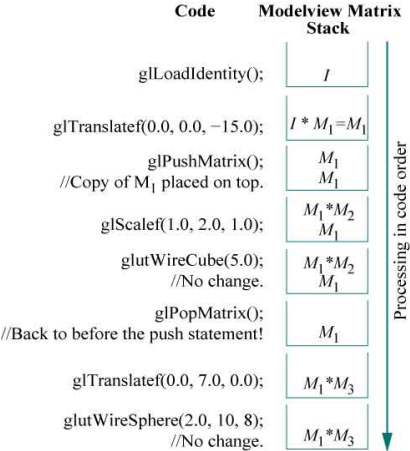 Code
Modelview Matrix
Stack
glLoadIdentity();
I
glTranslatef(0.0, 0.0, −15.0);
I * M₁=M₁
glPushMatrix();
M₁
//Copy of M₁ placed on top.
M₁
glScalef(1.0, 2.0, 1.0);
M₁*M₂
M₁
glutWireCube(5.0);
M₁*M₂
//No change.
M₁
glPopMatrix();
//Back to before the push statement!
M₁
glTranslatef(0.0, 7.0, 0.0);
M₁*M₃
glutWireSphere(2.0, 10, 8);
//No change.
M₁*M₃
Processing in code order